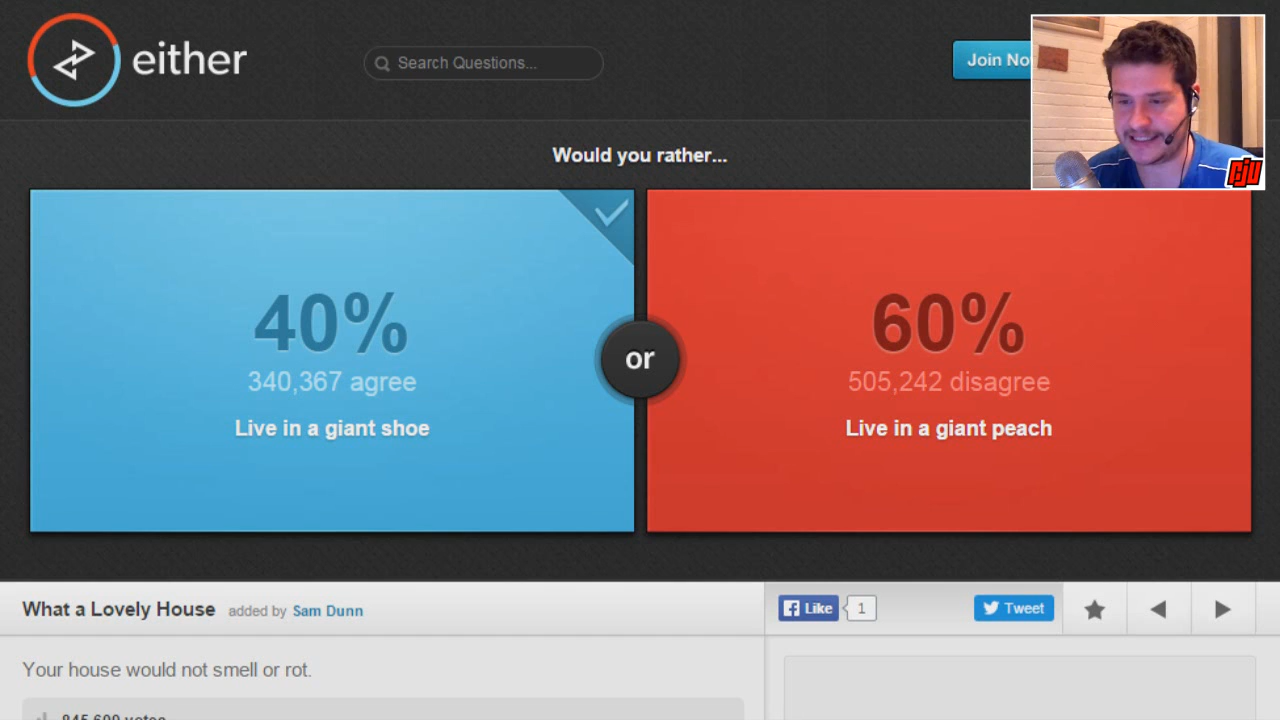 either
Search Questions...
Join No
Would you rather...
40%
340,367 agree
Live in a giant shoe
or
60%
505,242 disagree
Live in a giant peach
What a Lovely House added by Sam Dunn
Like 1
Tweet
Your house would not smell or rot.